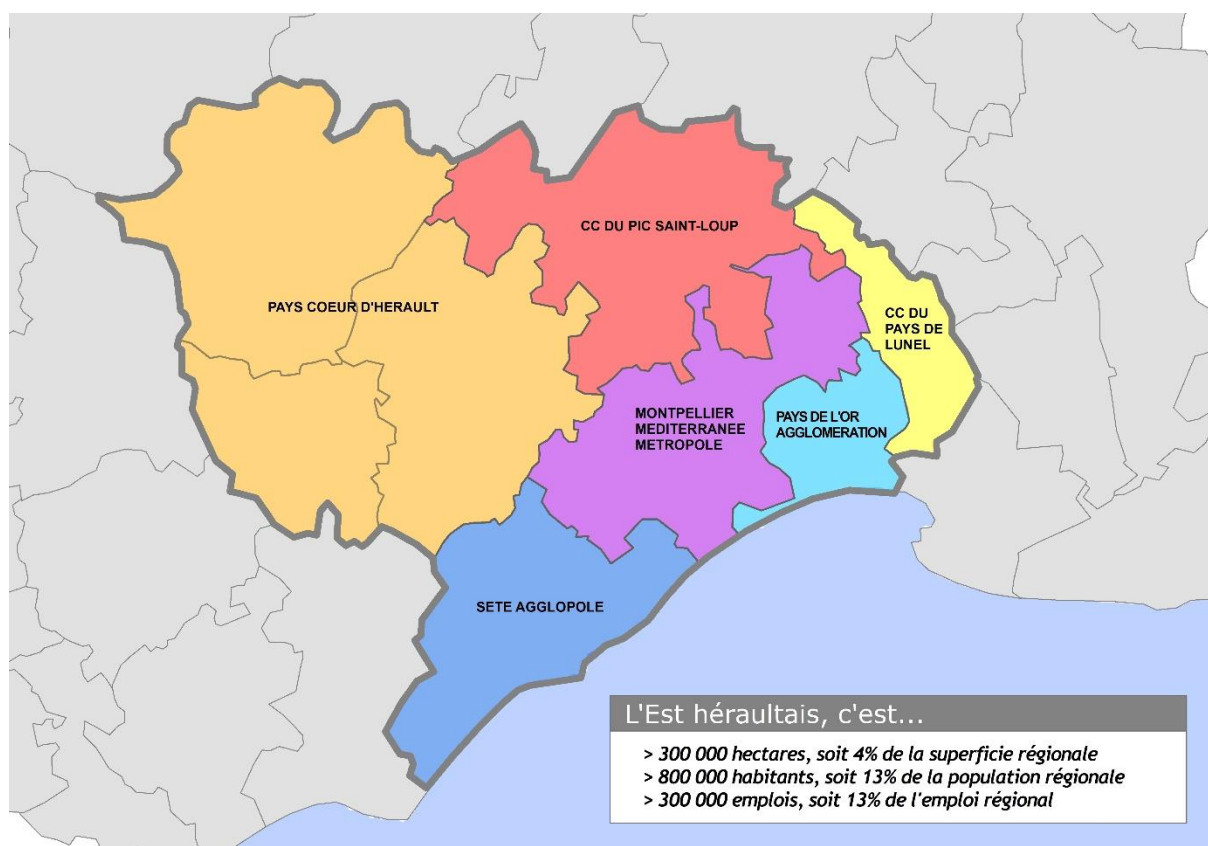 CC DU PIC SAINT-LOUP
PAYS COEUR D'HERAULT
CC DU
PAYS DE
LUNEL
MONTPELLIER
MEDITERRANEE
METROPOLE
PAYS DE L'OR
AGGLOMERATION
SETE AGGLOPOLE
L'Est héraultais, c'est...
> 300 000 hectares, soit 4% de la superficie régionale
> 800 000 habitants, soit 13% de la population régionale
> 300 000 emplois, soit 13% de l'emploi régional